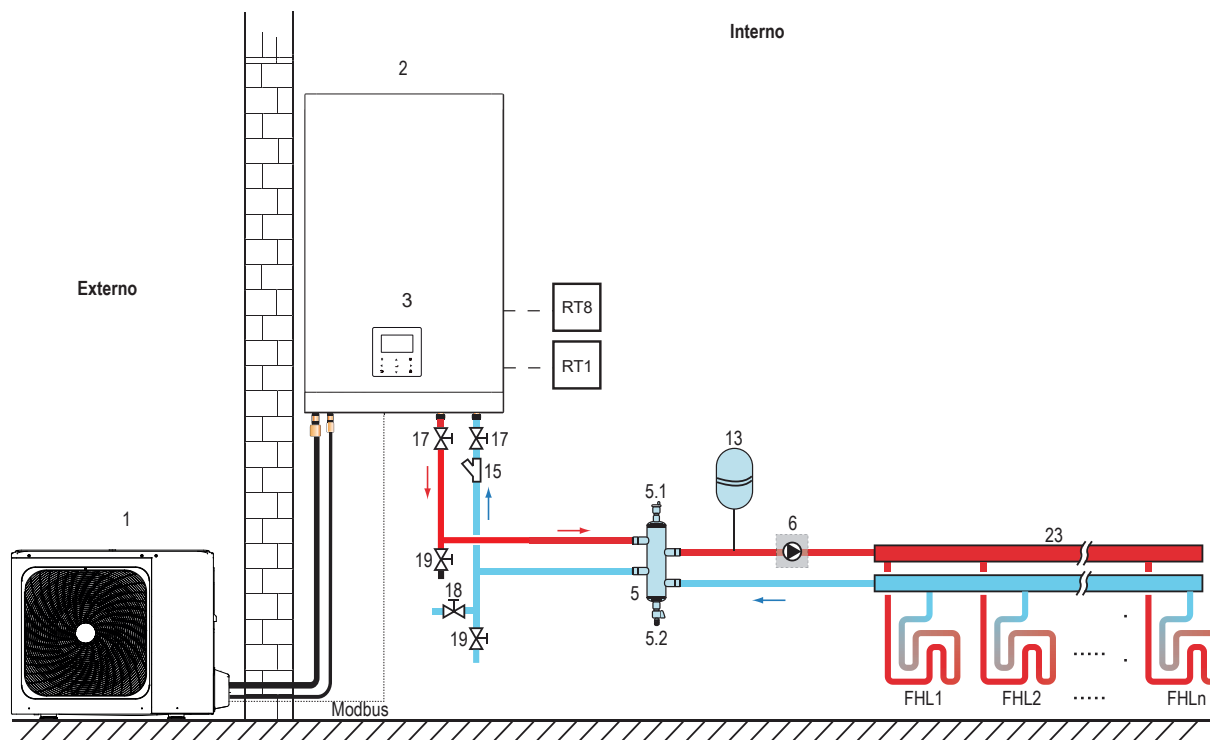 Interno
2
Externo
3
RT8
RT1
17
17
15
13
5.1
6
23
1
19
18
5
19
5.2
FHL1
FHL2
......
FHLn
Modbus